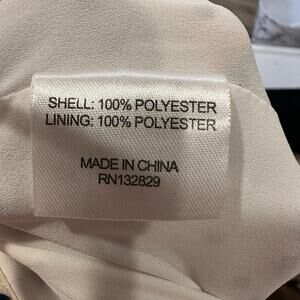 SHELL: 100% POLYESTER
LINING: 100% POLYESTER
MADE IN CHINA
RN132829